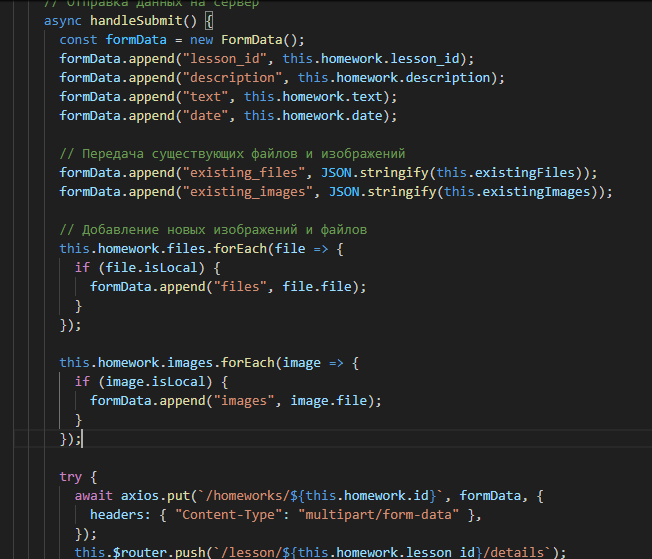 // Отправка данных на сервер
async handleSubmit() {
const formData = new FormData();
formData.append("lesson_id", this.homework.lesson_id);
formData.append("description", this.homework.description);
formData.append("text", this.homework.text);
formData.append("date", this.homework.date);
// Передача существующих файлов и изображений
formData.append("existing_files", JSON.stringify(this.existingFiles));
formData.append("existing_images", JSON.stringify(this.existingImages));
// Добавление новых изображений и файлов
this.homework.files.forEach(file => {
if (file.isLocal) {
formData.append("files", file.file);
}
});
this.homework.images.forEach(image => {
if (image.isLocal) {
formData.append("images", image.file);
}
});
try {
await axios.put(`/homeworks/${this.homework.id}`, formData, {
headers: { "Content-Type": "multipart/form-data" },
});
this.$router.push(`/lesson/${this.homework.lesson_id}/details`);